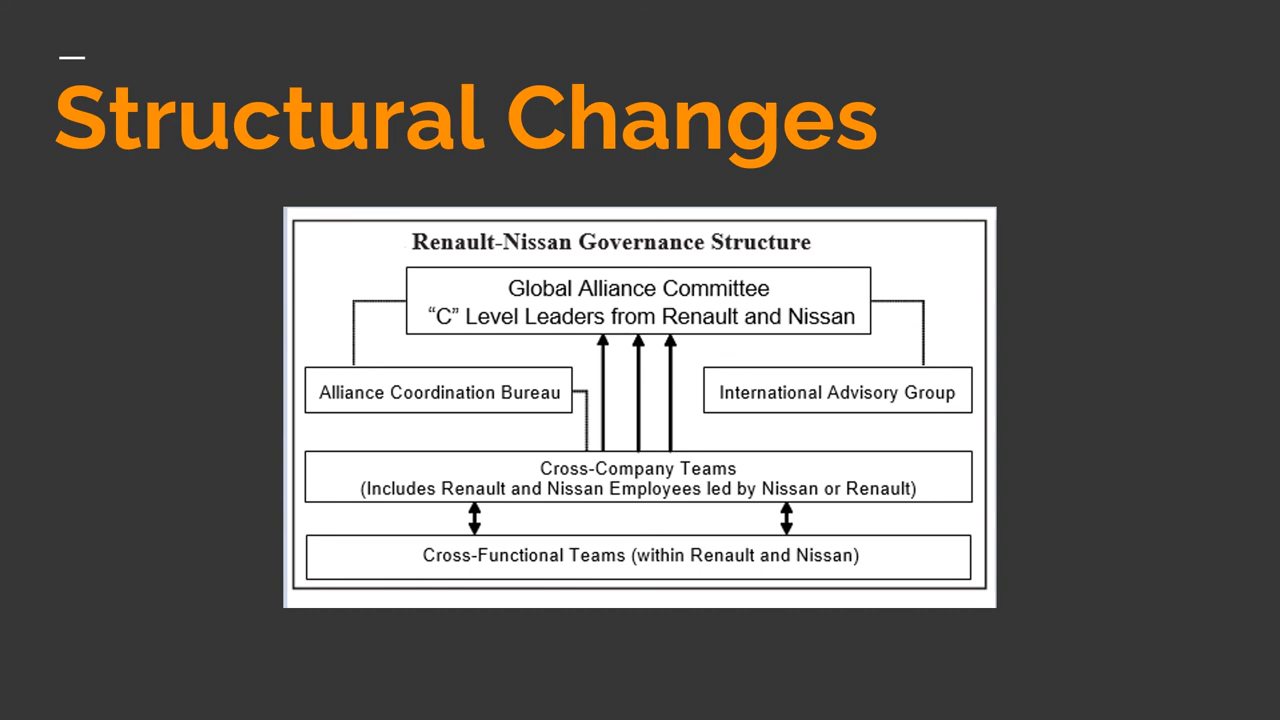 Structural Changes
Renault-Nissan Governance Structure
Global Alliance Committee
“C” Level Leaders from Renault and Nissan
Alliance Coordination Bureau
International Advisory Group
Cross-Company Teams
(Includes Renault and Nissan Employees led by Nissan or Renault)
Cross-Functional Teams (within Renault and Nissan)